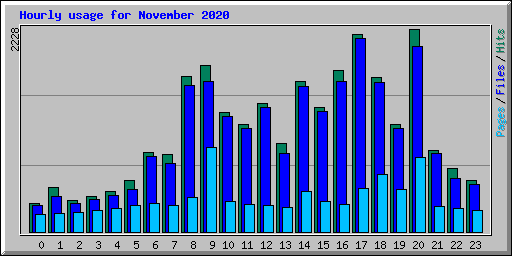 Hourly usage for November 2020
2228
Pages / Files / Hits
0 1 2 3 4 5 6 7 8 9 10 11 12 13 14 15 16 17 18 19 20 21 22 23